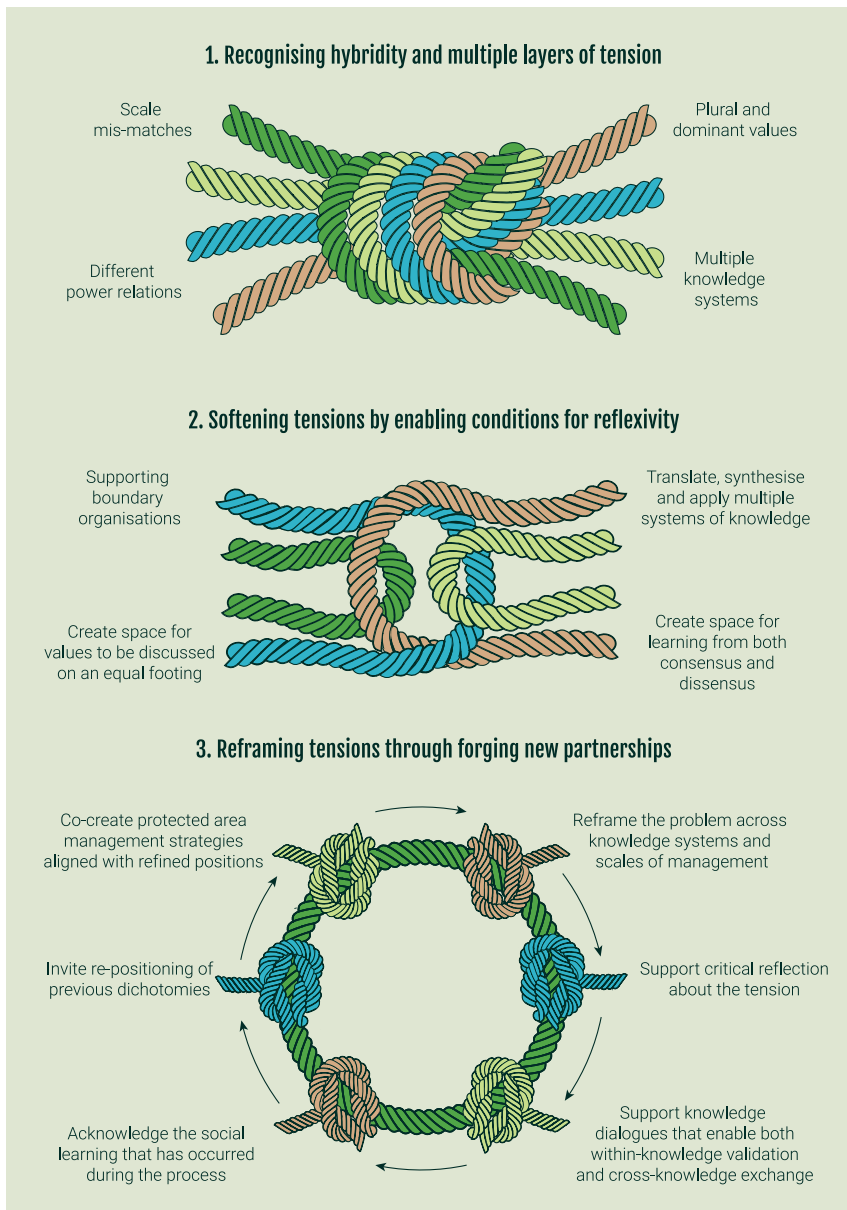 1. Recognising hybridity and multiple layers of tension
Scale
mis-matches
Plural and
dominant values
Different
power relations
Multiple
knowledge
systems
2. Softening tensions by enabling conditions for reflexivity
Supporting
boundary
organisations
Translate, synthesise
and apply multiple
systems of knowledge
Create space for
values to be discussed
on an equal footing
Create space for
learning from both
consensus and
dissensus
3. Reframing tensions through forging new partnerships
Co-create protected area
management strategies
aligned with refined positions
Reframe the problem across
knowledge systems and
scales of management
Invite re-positioning of
previous dichotomies
Support critical reflection
about the tension
Acknowledge the social
learning that has occurred
during the process
Support knowledge
dialogues that enable both
within-knowledge validation
and cross-knowledge exchange